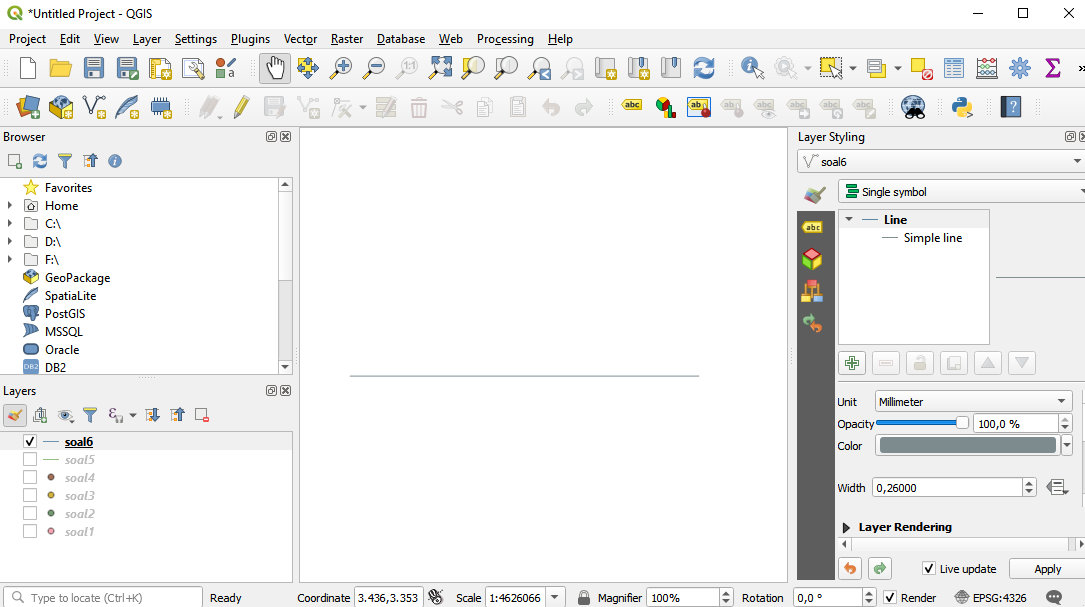 *Untitled Project - QGIS
Project Edit View Layer Settings Plugins Vector Raster Database Web Processing Help
abc
Browser
Favorites
Home
C:\
D:\
F:\
GeoPackage
SpatiaLite
PostGIS
MSSQL
Oracle
DB2 DB2
Layers
soal6
soal5
soal4
soal3
soal2
soal1
Layer Styling
soal6
Single symbol
abc
Line
Simple line
Unit Millimeter
Opacity 100,0 %
Color
Width 0,26000
Layer Rendering
Live update Apply
Type to locate (Ctrl+K) Ready Coordinate 3.436,3.353 Scale 1:4626066 Magnifier 100% Rotation 0,0 ° Render EPSG:4326